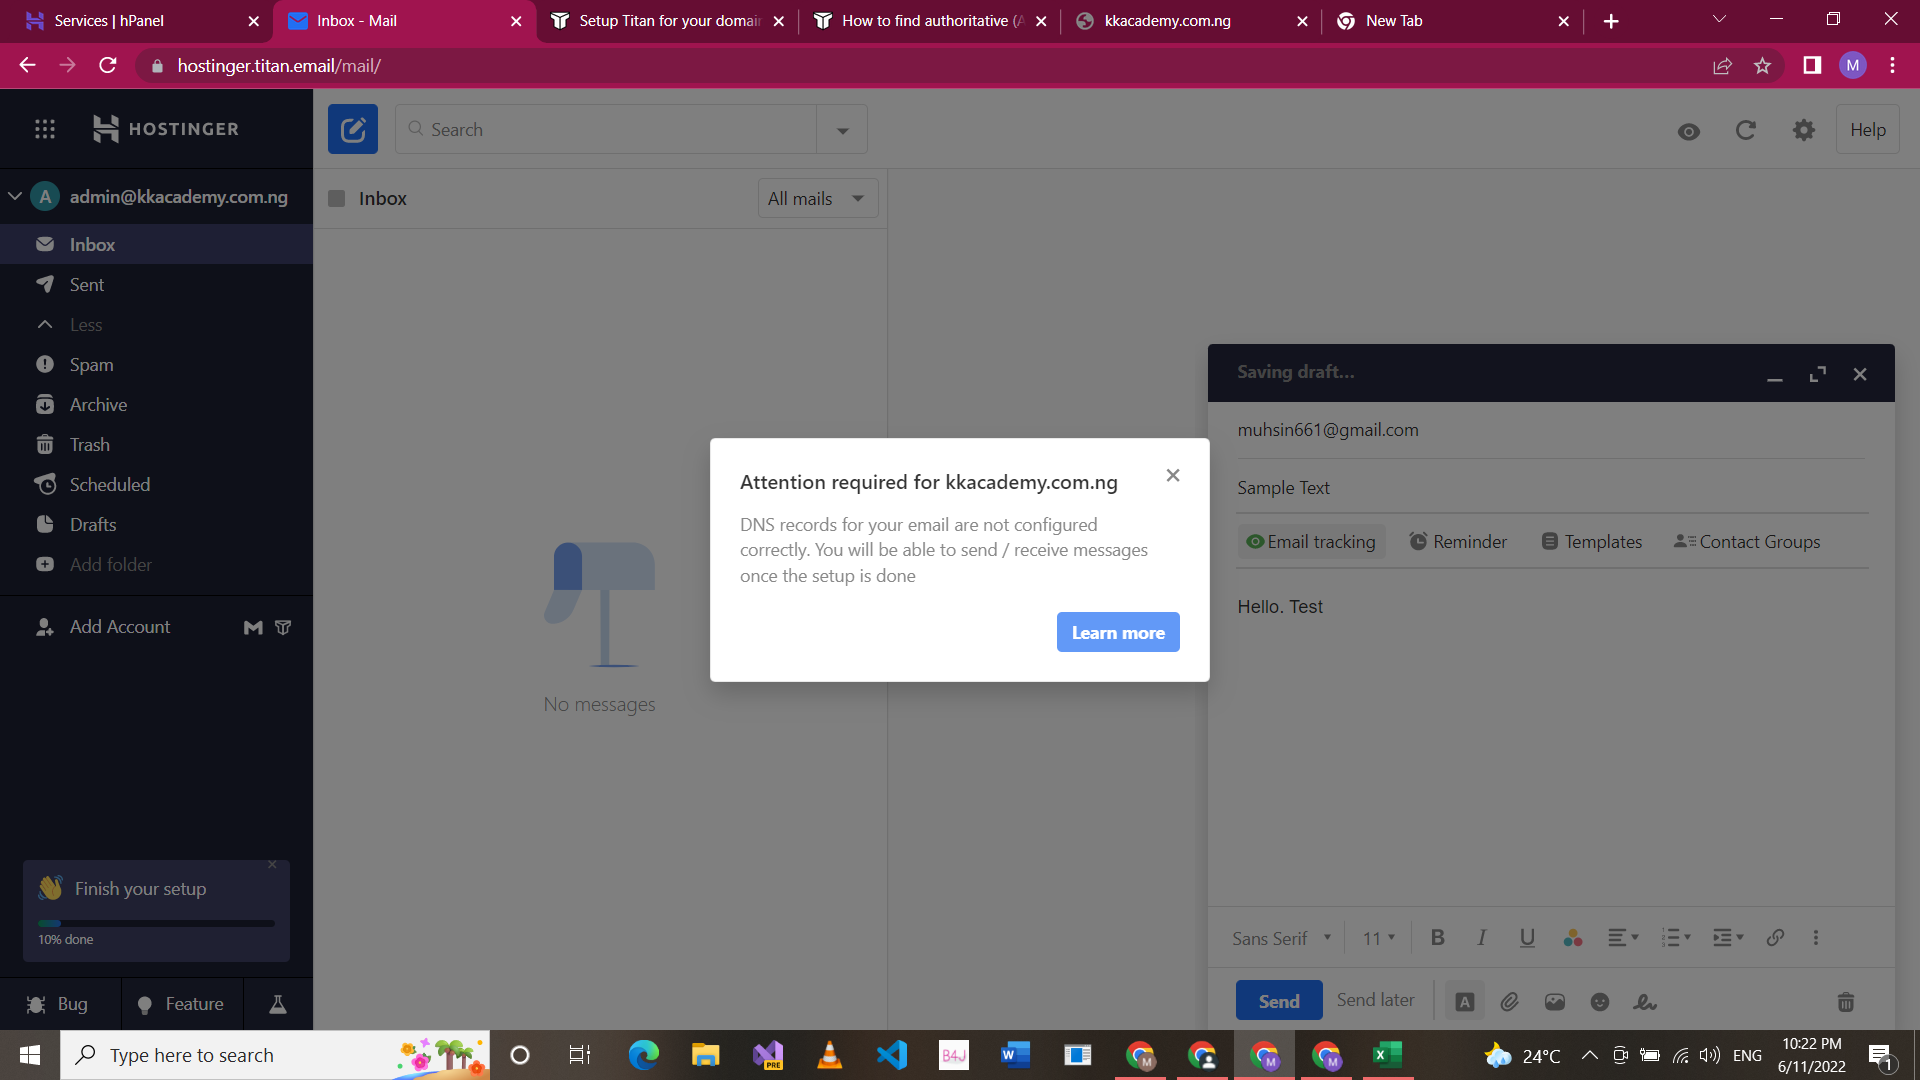 Services | hPanel
Inbox - Mail
Setup Titan for your domain
How to find authoritative (A
kkacademy.com.ng
New Tab
hostinger.titan.email/mail/
M
HOSTINGER
Search
Help
A
admin@kkacademy.com.ng
Inbox
All mails
Inbox
Sent
Less
Spam
Archive
Trash
Scheduled
Drafts
Add folder
Add Account
No messages
Saving draft...
muhsin661@gmail.com
Sample Text
Email tracking
Reminder
Templates
Contact Groups
Hello. Test
Attention required for kkacademy.com.ng
DNS records for your email are not configured
correctly. You will be able to send / receive messages
once the setup is done
Learn more
Finish your setup
10% done
Bug
Feature
Sans Serif
11
B
I
U
Send
Send later
A
Type here to search
PRE
B4J
24°C
ENG
10:22 PM
6/11/2022
1